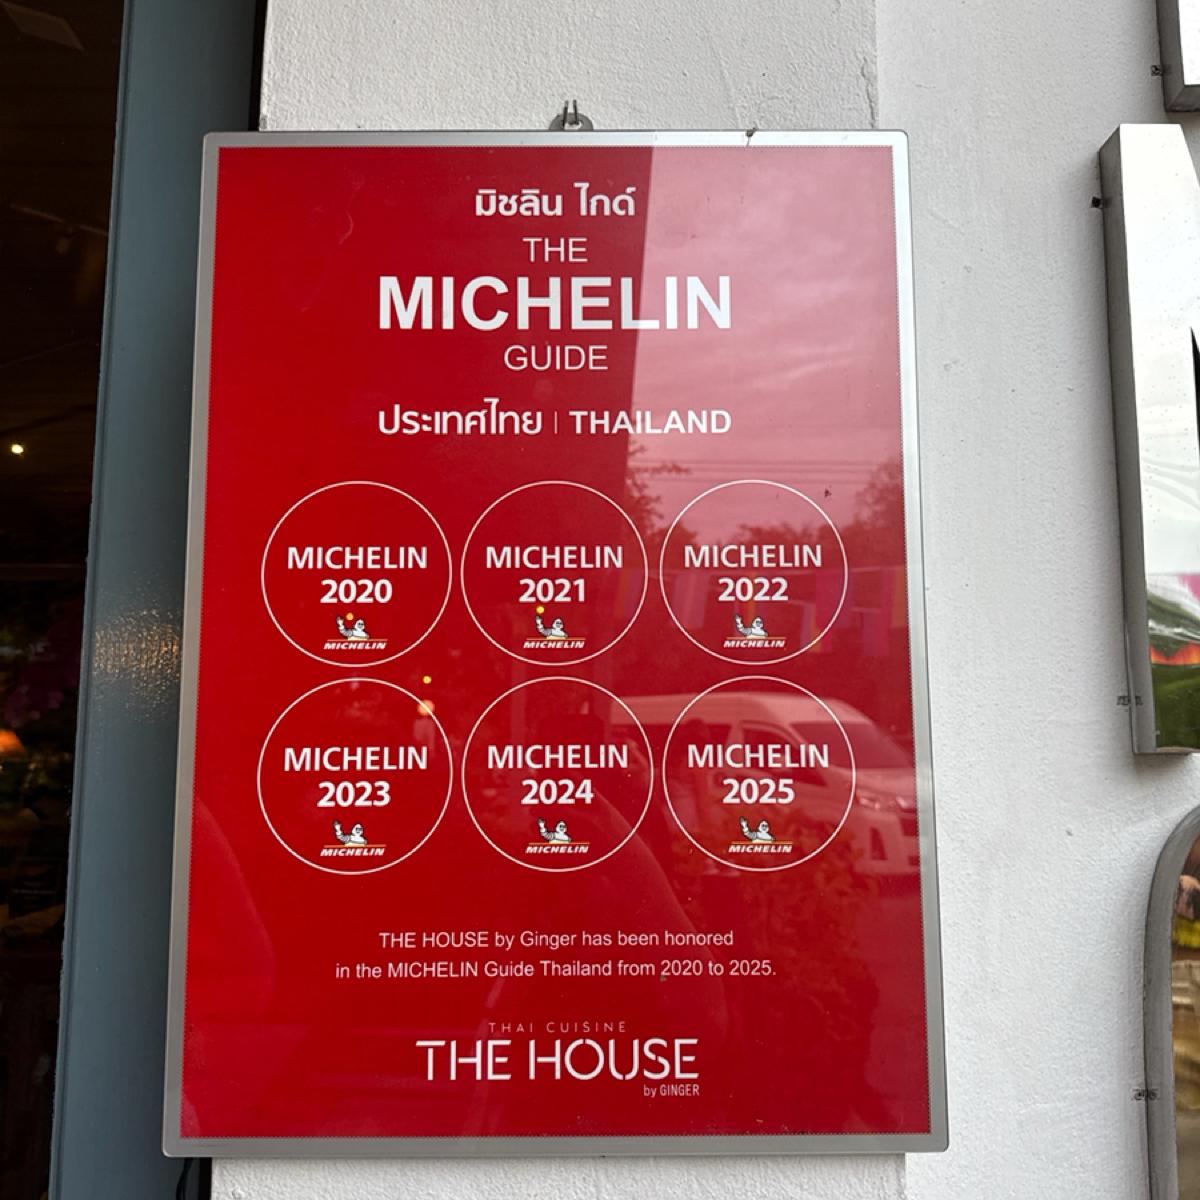 มิชลิน ไกด์
THE
MICHELIN
GUIDE
ประเทศไทย | THAILAND
MICHELIN
2020
MICHELIN
MICHELIN
2021
MICHELIN
MICHELIN
2022
MICHELIN
MICHELIN
2023
MICHELIN
MICHELIN
2024
MICHELIN
MICHELIN
2025
MICHELIN
THE HOUSE by Ginger has been honored
in the MICHELIN Guide Thailand from 2020 to 2025.
THAI CUISINE
THE HOUSE
by GINGER